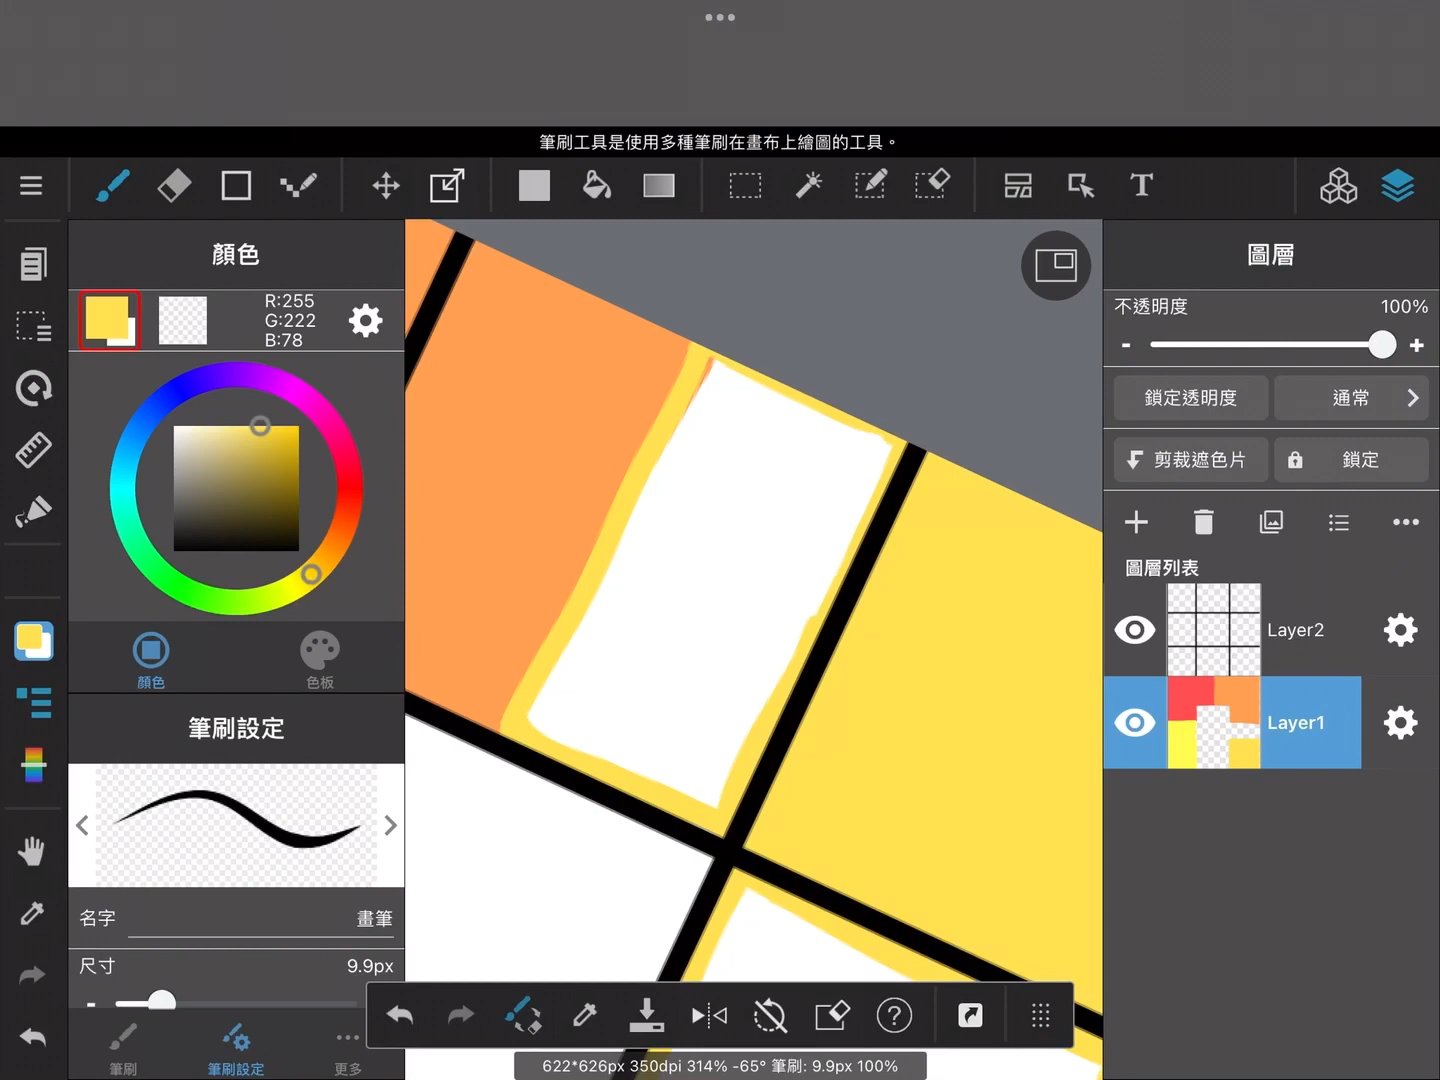 筆刷工具是使用多種筆刷在畫布上繪圖的工具。
T
顏色
R:255
G:222
B:78
顏色
色板
筆刷設定
名字
畫筆
尺寸
9.9px
-
筆刷
筆刷設定
更多
圖層
不透明度
100%
- +
鎖定透明度
通常
剪裁遮色片
鎖定
圖層列表
Layer2
Layer1
?
622*626px 350dpi 314% -65° 筆刷: 9.9px 100%